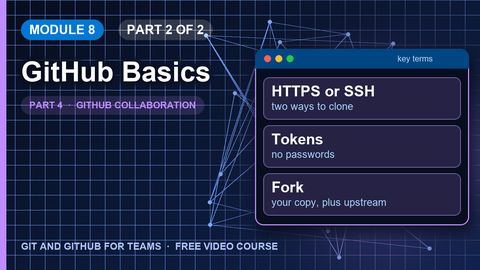 MODULE 8
PART 2 OF 2
GitHub Basics
PART 4 · GITHUB COLLABORATION
key terms
HTTPS or SSH
two ways to clone
Tokens
no passwords
Fork
your copy, plus upstream
GIT AND GITHUB FOR TEAMS · FREE VIDEO COURSE